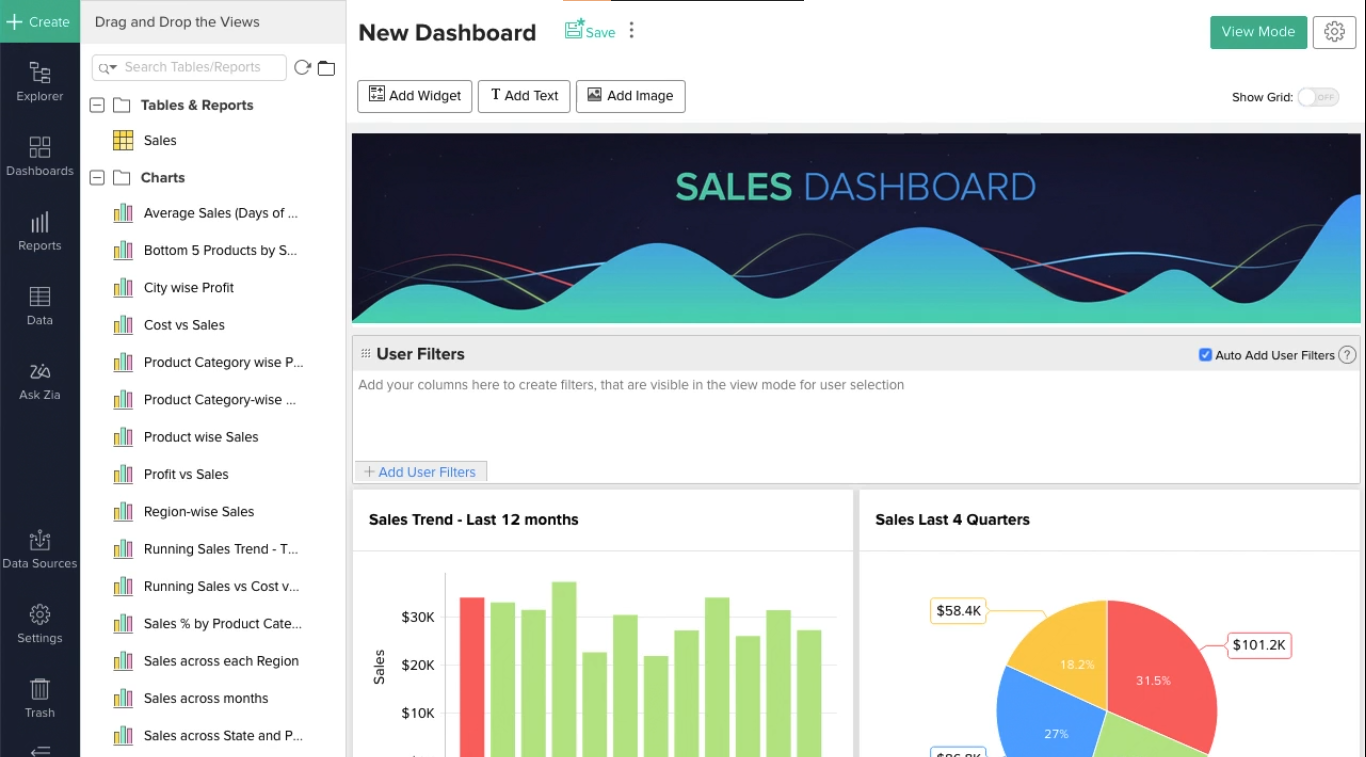 Create
Explorer
Dashboards
Reports
Data
Ask Zia
Data Sources
Settings
Trash
Drag and Drop the Views
Search Tables/Reports
Tables & Reports
Sales
Charts
Average Sales (Days of ...
Bottom 5 Products by S...
City wise Profit
Cost vs Sales
Product Category wise P...
Product Category-wise ...
Product wise Sales
Profit vs Sales
Region-wise Sales
Running Sales Trend - T...
Running Sales vs Cost v...
Sales % by Product Cate...
Sales across each Region
Sales across months
Sales across State and P...
New Dashboard
Save
View Mode
Add Widget
T Add Text
Add Image
Show Grid: OFF
SALES DASHBOARD
User Filters
Auto Add User Filters ?
Add your columns here to create filters, that are visible in the view mode for user selection
+ Add User Filters
Sales Trend - Last 12 months
Sales
$30K
$20K
$10K
Sales Last 4 Quarters
$58.4K
$101.2K
18.2%
31.5%
27%